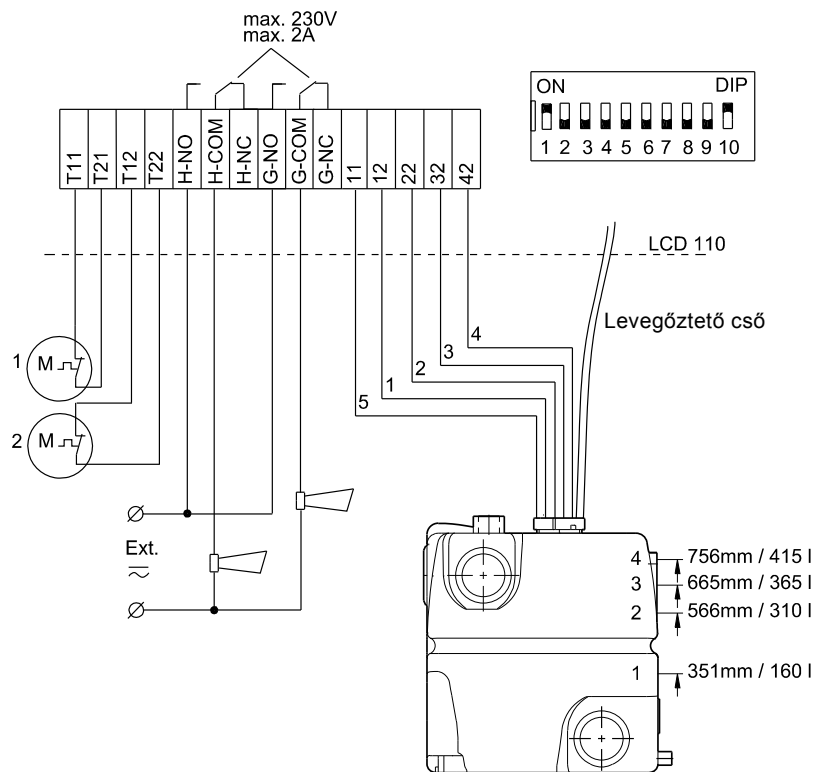 max. 230V
max. 2A
ON DIP
1 2 3 4 5 6 7 8 9 10
T11 T21 T12 T22 H-NO H-COM H-NC G-NO G-COM G-NC 11 12 22 32 42
LCD 110
Levegőztető cső
4
3
2
1
5
1 M
2 M
Ext.
4 756mm / 415 l
3 665mm / 365 l
2 566mm / 310 l
1 351mm / 160 l